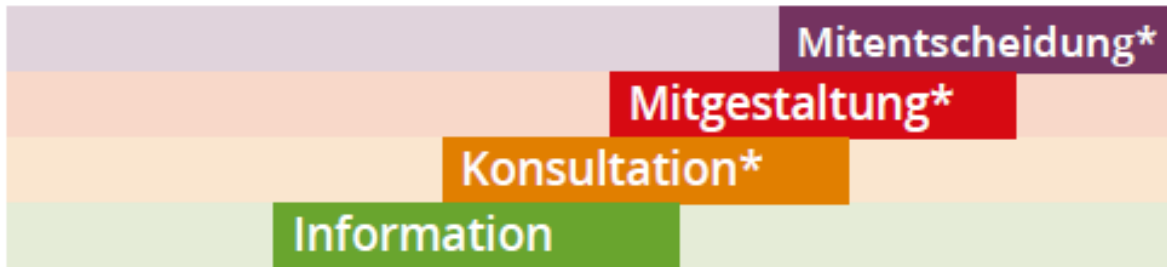 Mitentscheidung*
Mitgestaltung*
Konsultation*
Information